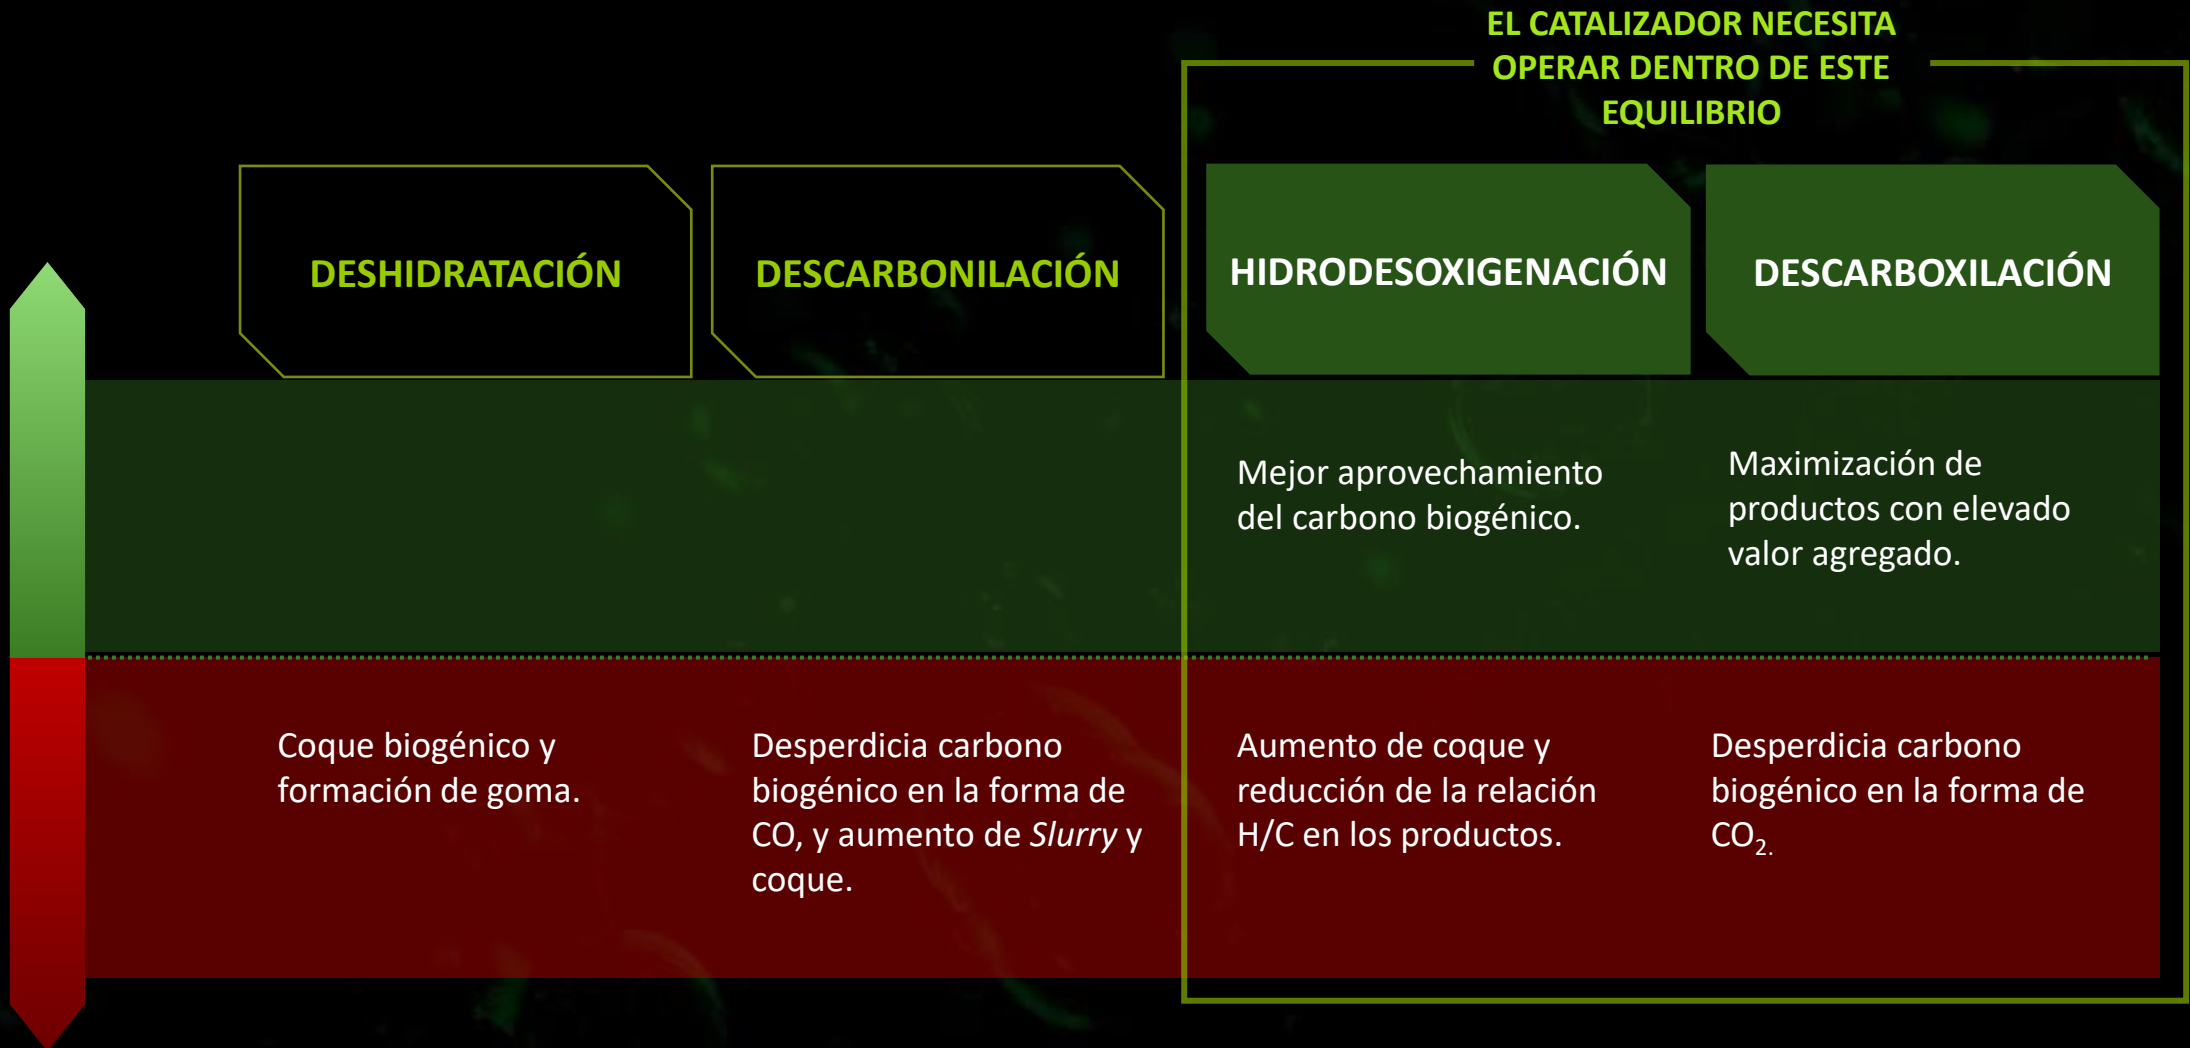 EL CATALIZADOR NECESITA
OPERAR DENTRO DE ESTE
EQUILIBRIO
DESHIDRATACIÓN
DESCARBONILACIÓN
HIDRODESOXIGENACIÓN
DESCARBOXILACIÓN
Mejor aprovechamiento
del carbono biogénico.
Maximización de
productos con elevado
valor agregado.
Coque biogénico y
formación de goma.
Desperdicia carbono
biogénico en la forma de
CO, y aumento de Slurry y
coque.
Aumento de coque y
reducción de la relación
H/C en los productos.
Desperdicia carbono
biogénico en la forma de
CO₂.